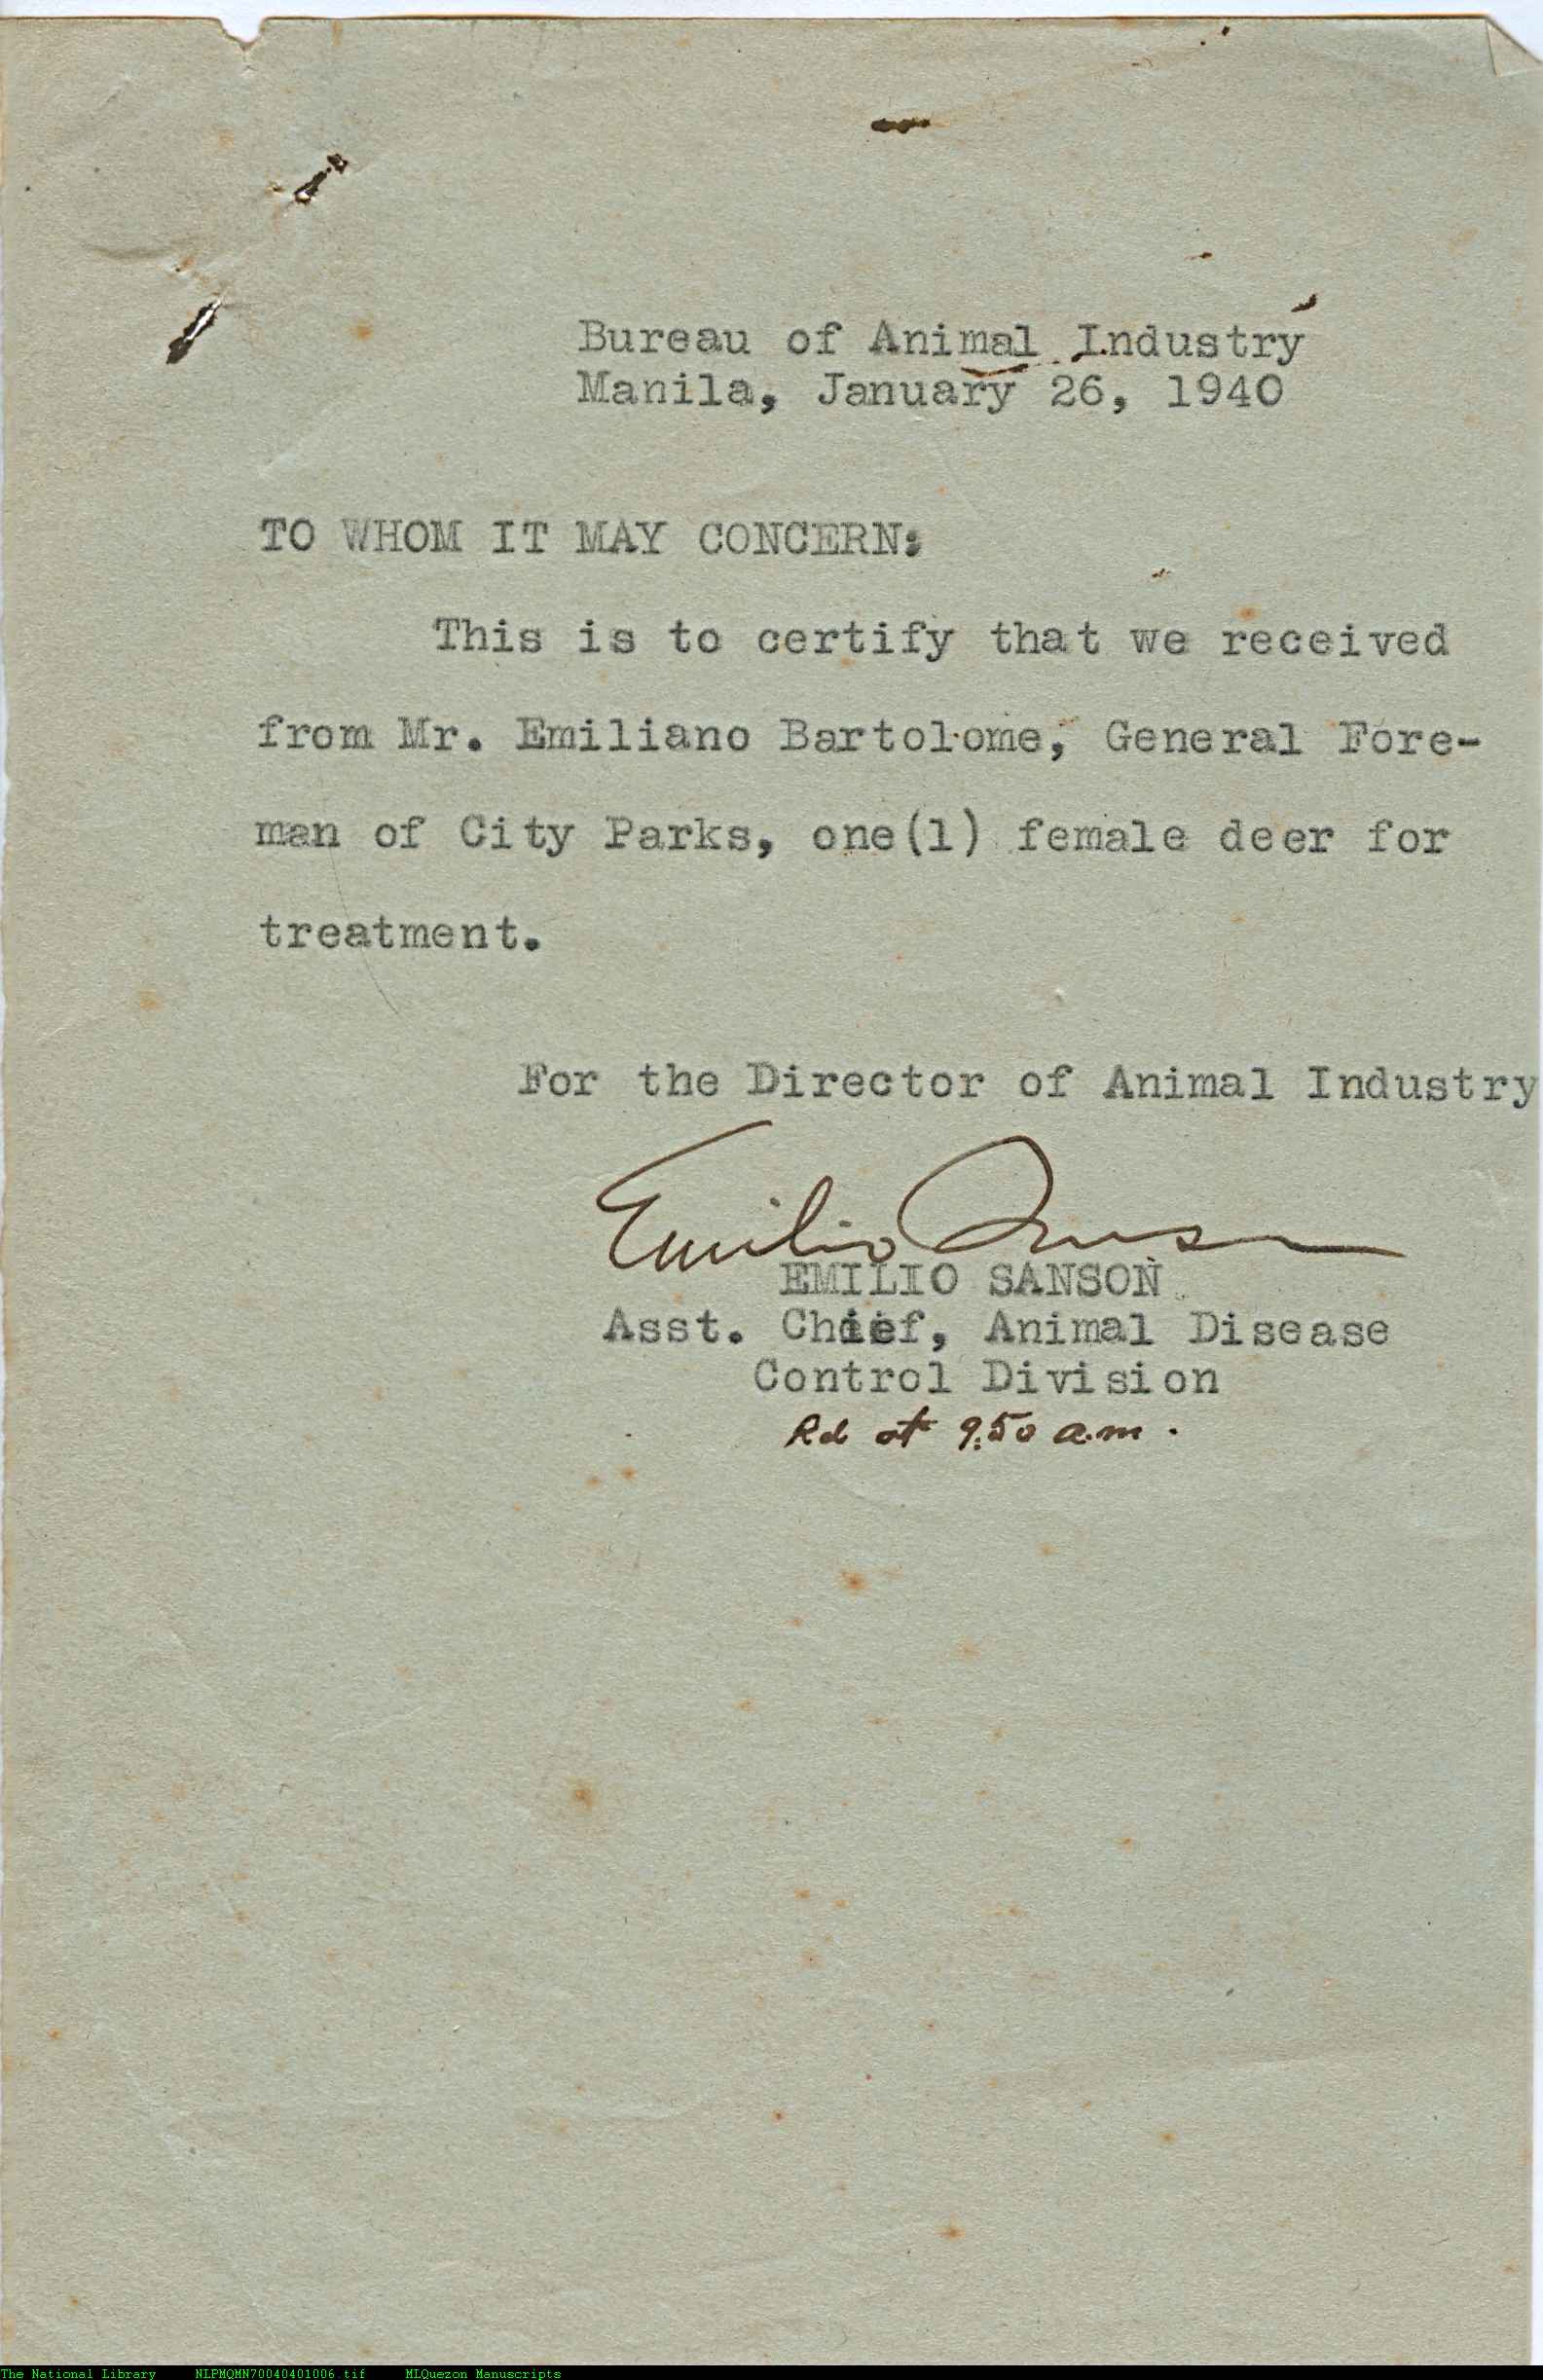 Bureau of Animal Industry
Manila, January 26, 1940
TO WHOM IT MAY CONCERN:
This is to certify that we received
from Mr. Emiliano Bartolome, General Fore-
man of City Parks, one(1) female deer for
treatment.
For the Director of Animal Industry
Emilio Sanson
EMILIO SANSON
Asst. Chief, Animal Disease
Control Division
Rd at 9:50 a.m.
The National Library NLPMQMN70040401006.tif MLQuezon Manuscripts